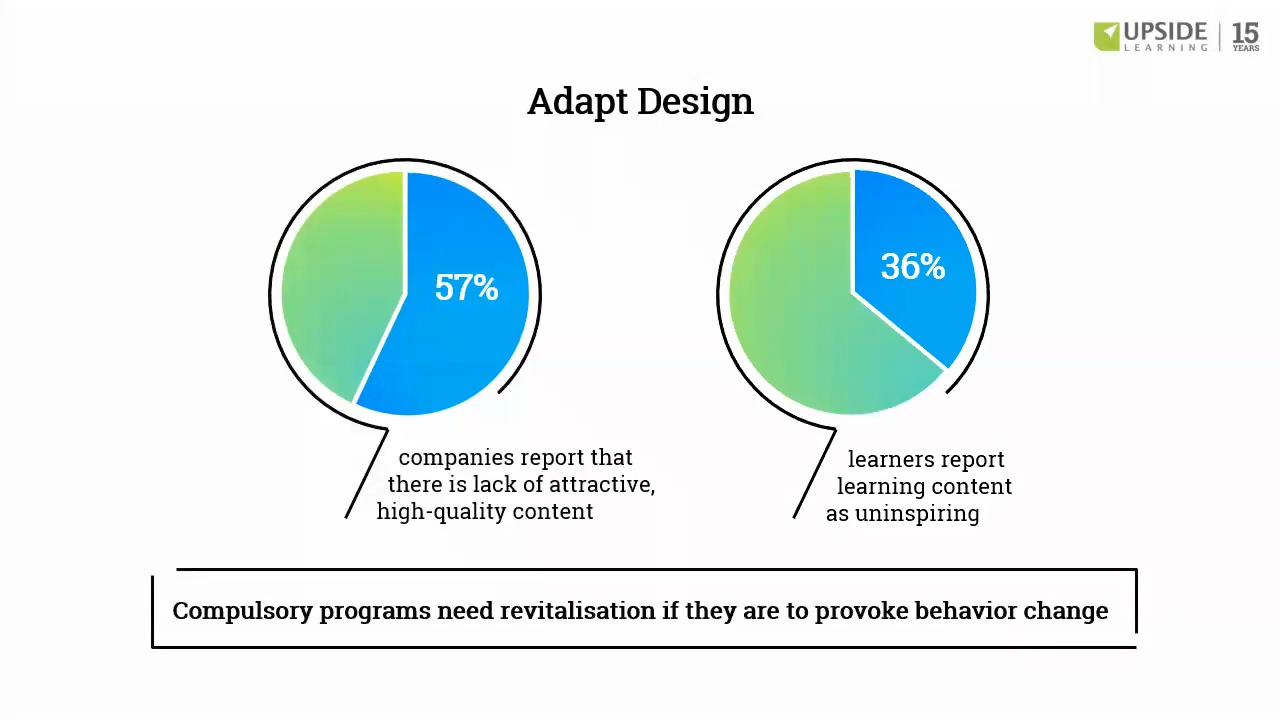 UPSIDE
LEARNING
15
YEARS
Adapt Design
57%
36%
companies report that
there is lack of attractive,
high-quality content
learners report
learning content
as uninspiring
Compulsory programs need revitalisation if they are to provoke behavior change